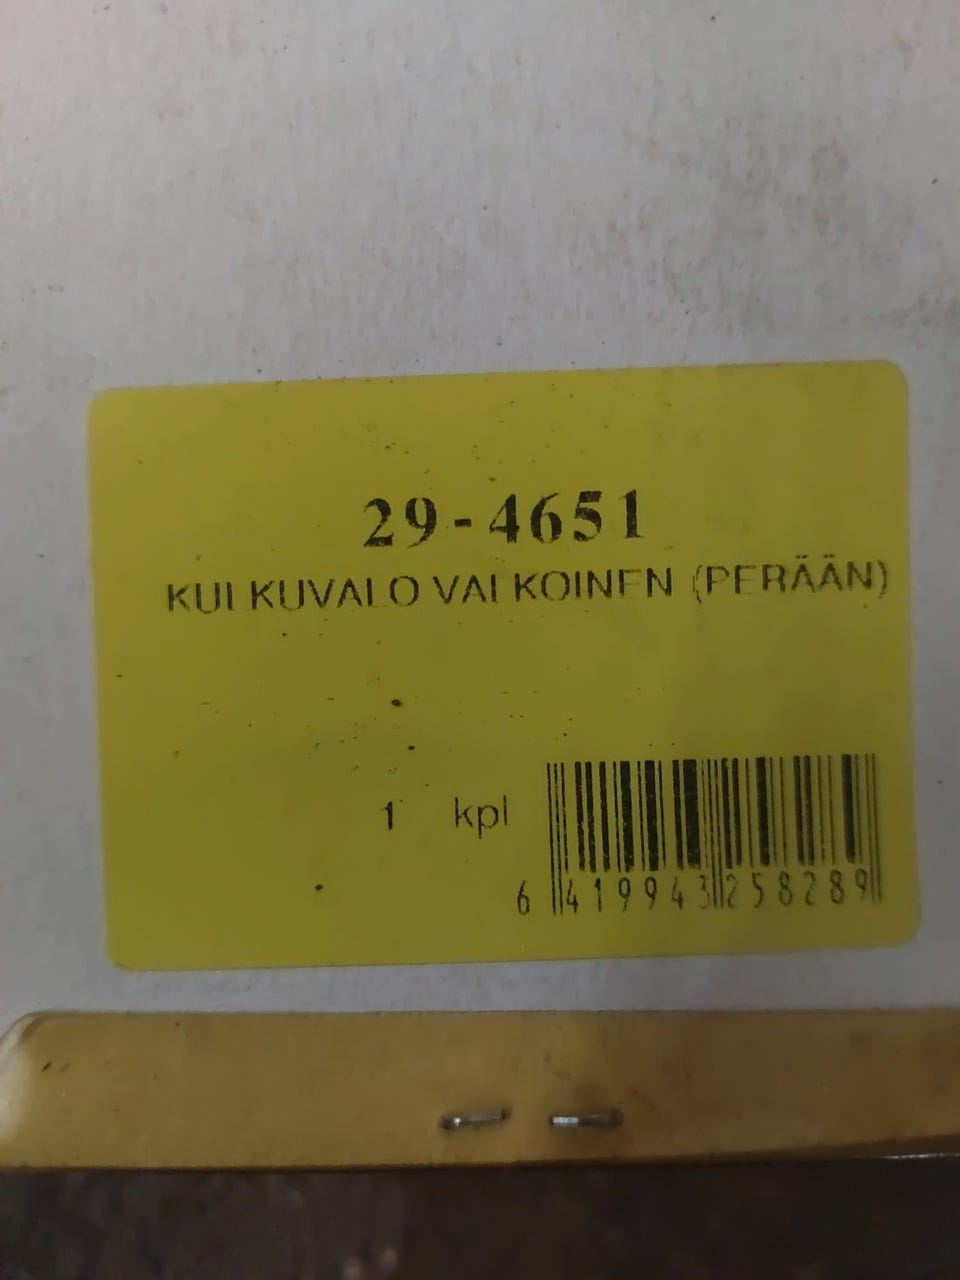 29-4651
KULKUVALO VALKOINEN (PERÄÄN)
1 kpl
6 419943 258289